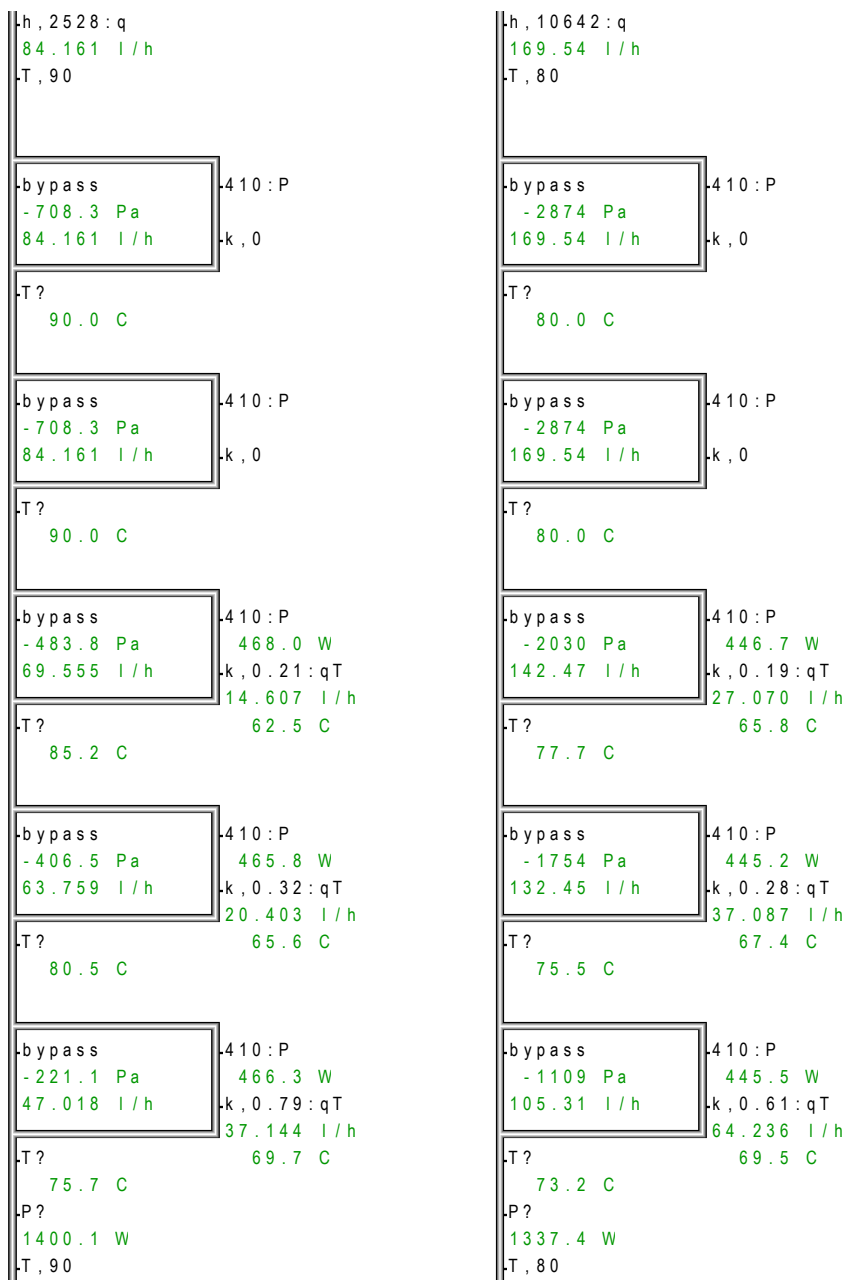 h,2528:q
84.161 l/h
T,90
bypass
410:P
-708.3 Pa
84.161 l/h
k,0
T?
90.0 C
bypass
410:P
-708.3 Pa
84.161 l/h
k,0
T?
90.0 C
bypass
410:P
-483.8 Pa
468.0 W
69.555 l/h
k,0.21:qT
14.607 l/h
T?
62.5 C
85.2 C
bypass
410:P
-406.5 Pa
465.8 W
63.759 l/h
k,0.32:qT
20.403 l/h
T?
65.6 C
80.5 C
bypass
410:P
-221.1 Pa
466.3 W
47.018 l/h
k,0.79:qT
37.144 l/h
T?
69.7 C
75.7 C
P?
1400.1 W
T,90
h,10642:q
169.54 l/h
T,80
bypass
410:P
-2874 Pa
169.54 l/h
k,0
T?
80.0 C
bypass
410:P
-2874 Pa
169.54 l/h
k,0
T?
80.0 C
bypass
410:P
-2030 Pa
446.7 W
142.47 l/h
k,0.19:qT
27.070 l/h
T?
65.8 C
77.7 C
bypass
410:P
-1754 Pa
445.2 W
132.45 l/h
k,0.28:qT
37.087 l/h
T?
67.4 C
75.5 C
bypass
410:P
-1109 Pa
445.5 W
105.31 l/h
k,0.61:qT
64.236 l/h
T?
69.5 C
73.2 C
P?
1337.4 W
T,80